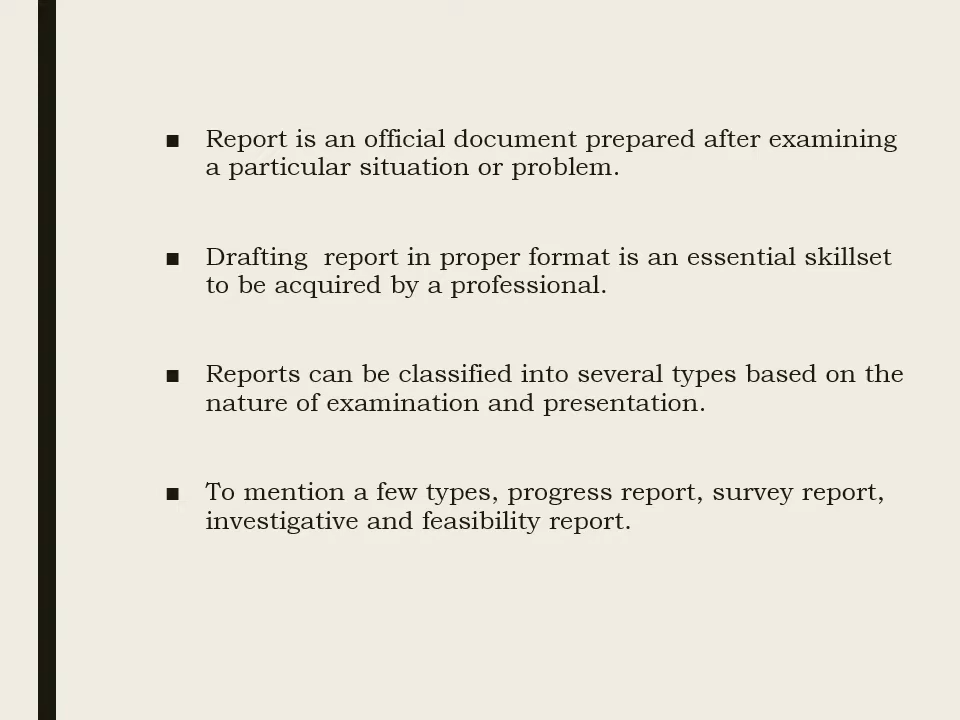 ■ Report is an official document prepared after examining
a particular situation or problem.
■ Drafting  report in proper format is an essential skillset
to be acquired by a professional.
■ Reports can be classified into several types based on the
nature of examination and presentation.
■ To mention a few types, progress report, survey report,
investigative and feasibility report.